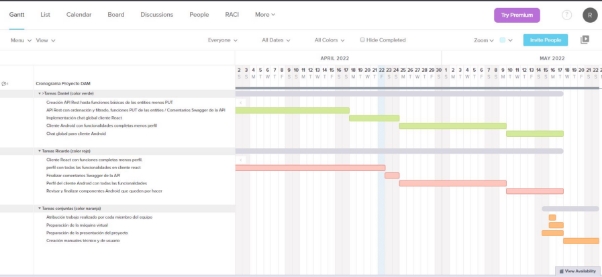 Gantt List Calendar Board Discussions People RACI More
Try Premium ? R
Menu View Everyone All Dates All Colors Hide Completed Zoom Invite People
APRIL 2022 MAY 2022
2 3 4 5 6 7 8 9 10 11 12 13 14 15 16 17 18 19 20 21 22 23 24 25 26 27 28 29 30 1 2 3 4 5 6 7 8 9 10 11 12 13 14 15 16 17 18 19 20 21 22
S S M T W T F S S M T W T F S S M T W T F S S M T W T F S S M T W T F S S M T W T F S S M T W T F S S
Cronograma Proyecto DAM
Tareas Daniel (color verde)
Creación API Rest hasta funciones básicas de las entities menos PUT
API Rest con ordenación y filtrado, funciones PUT de las entities / Comentarios Swagger de la API
Implementación chat global cliente React
Cliente Android con funcionalidades completas menos perfil
Chat global para cliente Android
Tareas Ricardo (color rojo)
Cliente React con funciones completas menos perfil
perfil con todas las funcionalidades en cliente react
Finalizar comentarios Swagger de la API
Perfil del cliente Android con todas las funcionalidades
Revisar y finalizar componentes Android que queden por hacer
Tareas conjuntas (color naranja)
Atribución trabajo realizado por cada miembro del equipo
Preparación de la máquina virtual
Preparación de la presentación del proyecto
Creación manuales técnico y de usuario
View Availability